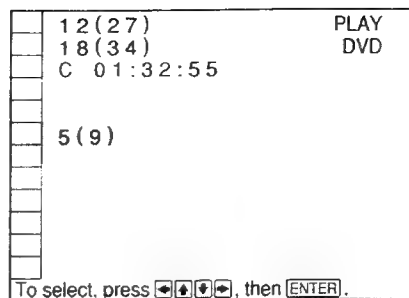 12(27) PLAY
18(34) DVD
C 01:32:55
5(9)
To select, press ←↑↓→, then ENTER.